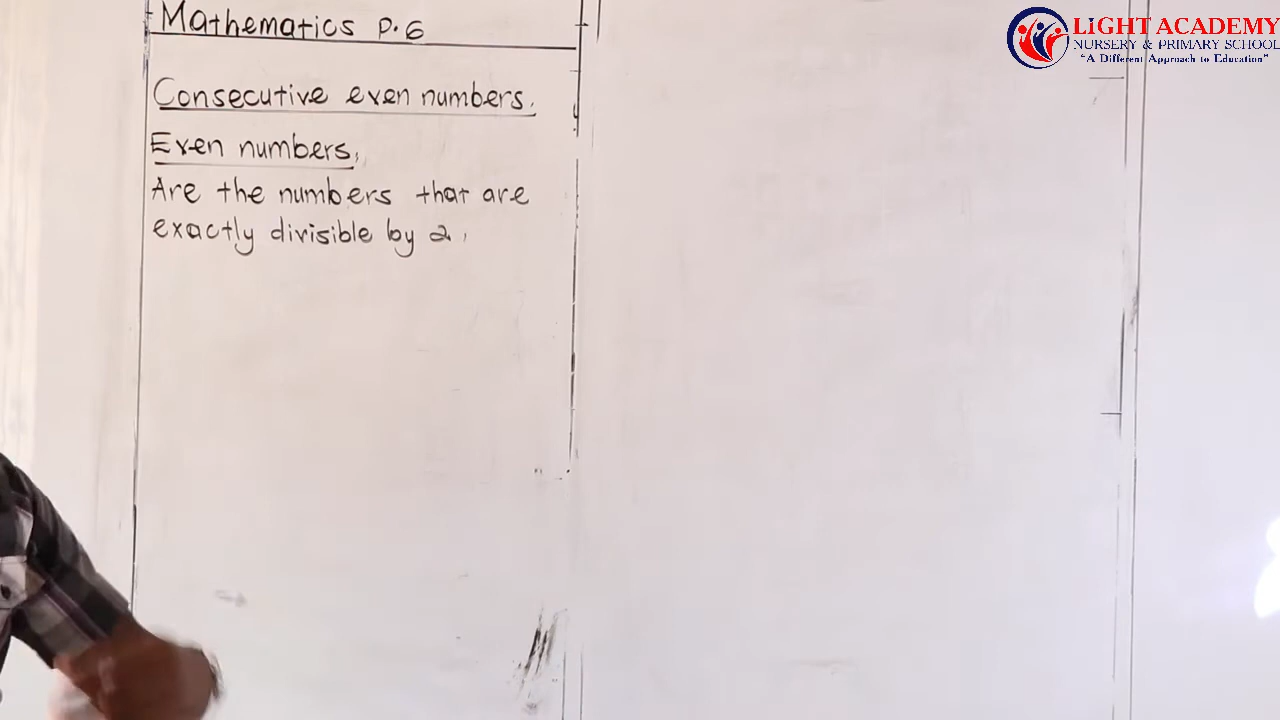 Mathematics P.6
Consecutive even numbers.
Even numbers,
Are the numbers that are
exactly divisible by 2,
LIGHT ACADEMY
NURSERY & PRIMARY SCHOOL
"A Different Approach to Education"